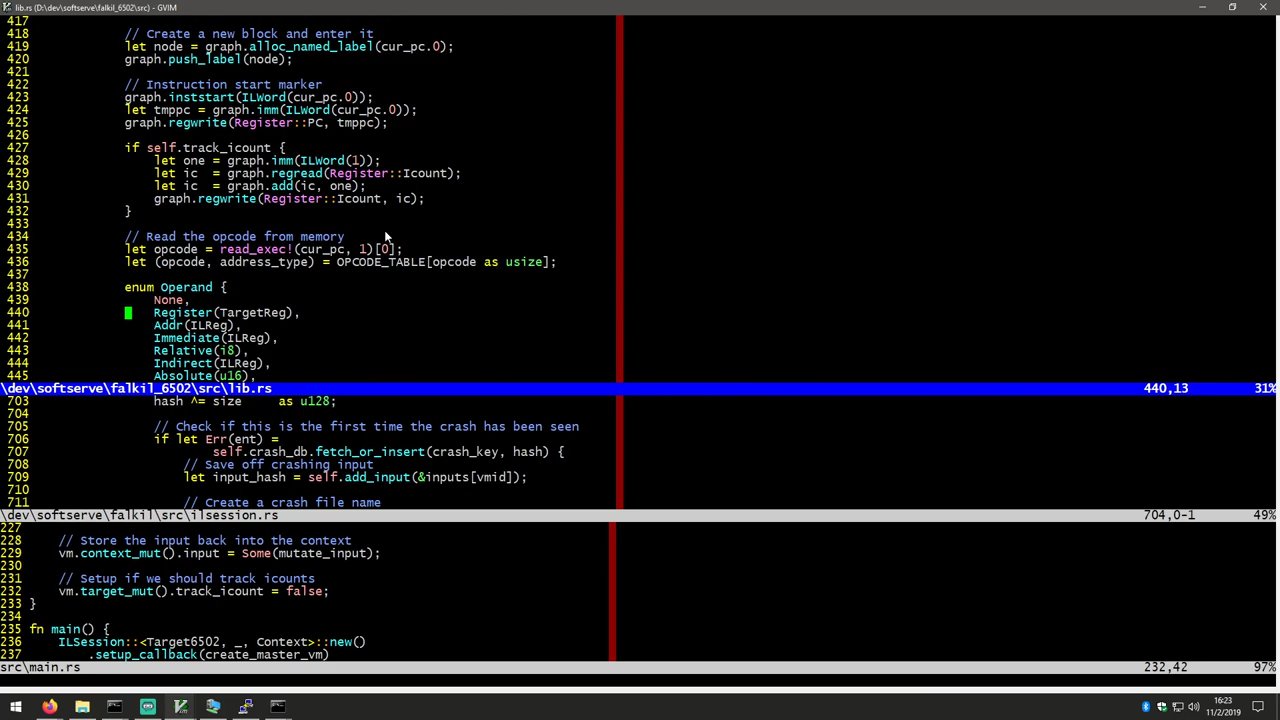 lib.rs (D:\dev\softserve\falkil_6502\src) - GVIM
417
418             // Create a new block and enter it
419             let node = graph.alloc_named_label(cur_pc.0);
420             graph.push_label(node);
421
422             // Instruction start marker
423             graph.inststart(ILWord(cur_pc.0));
424             let tmppc = graph.imm(ILWord(cur_pc.0));
425             graph.regwrite(Register::PC, tmppc);
426
427             if self.track_icount {
428                 let one = graph.imm(ILWord(1));
429                 let ic  = graph.regread(Register::Icount);
430                 let ic  = graph.add(ic, one);
431                 graph.regwrite(Register::Icount, ic);
432             }
433
434             // Read the opcode from memory
435             let opcode = read_exec!(cur_pc, 1)[0];
436             let (opcode, address_type) = OPCODE_TABLE[opcode as usize];
437
438             enum Operand {
439                 None,
440                 Register(TargetReg),
441                 Addr(ILReg),
442                 Immediate(ILReg),
443                 Relative(i8),
444                 Indirect(ILReg),
445                 Absolute(u16),
\dev\softserve\falkil_6502\src\lib.rs 440,13 31%
703                 hash ^= size     as u128;
704
705                 // Check if this is the first time the crash has been seen
706                 if let Err(ent) =
707                         self.crash_db.fetch_or_insert(crash_key, hash) {
708                     // Save off crashing input
709                     let input_hash = self.add_input(&inputs[vmid]);
710
711                     // Create a crash file name
\dev\softserve\falkil\src\ilsession.rs 704,0-1 49%
227
228     // Store the input back into the context
229     vm.context_mut().input = Some(mutate_input);
230
231     // Setup if we should track icounts
232     vm.target_mut().track_icount = false;
233 }
234
235 fn main() {
236     ILSession::<Target6502, _, Context>::new()
237         .setup_callback(create_master_vm)
src\main.rs 232,42 97%
16:23
11/2/2019